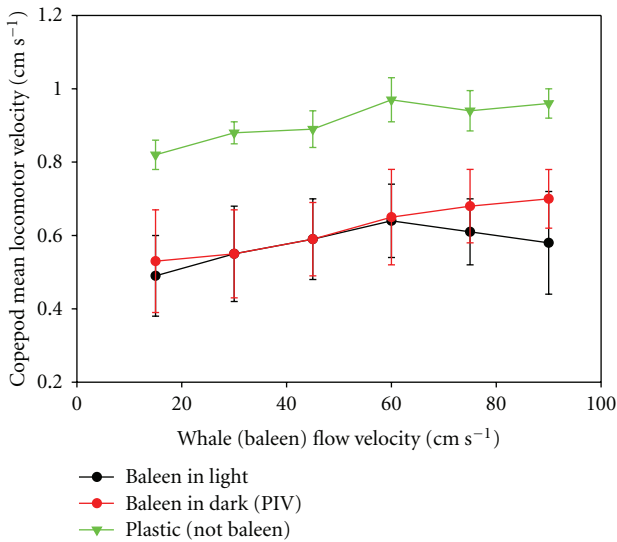 Copepod mean locomotor velocity (cm s⁻¹)
1.2
1
0.8
0.6
0.4
0.2
0 20 40 60 80 100
Whale (baleen) flow velocity (cm s⁻¹)
Baleen in light
Baleen in dark (PIV)
Plastic (not baleen)